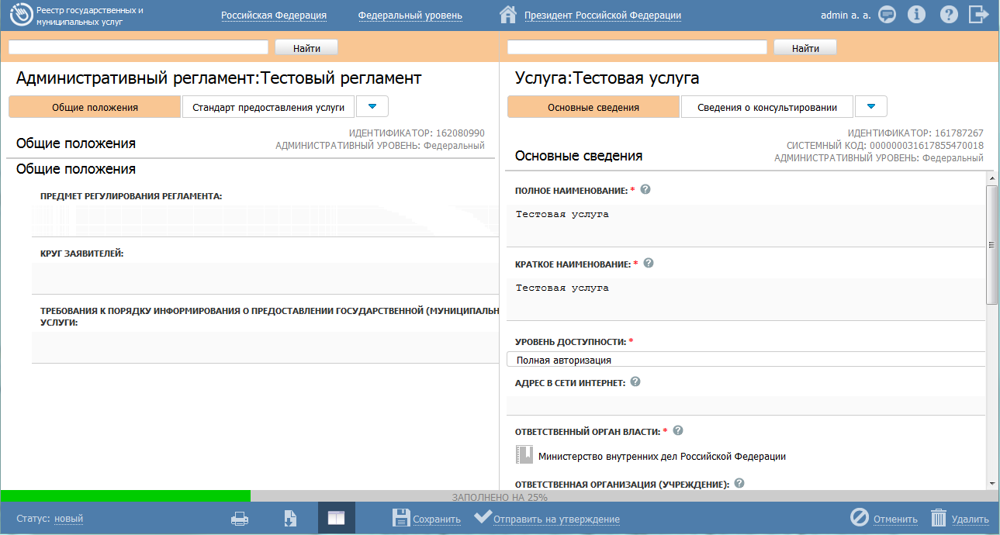 Реестр государственных и
муниципальных услуг
Российская Федерация
Федеральный уровень
Президент Российской Федерации
admin a. a.
Найти
Найти
Административный регламент:Тестовый регламент
Общие положения
Стандарт предоставления услуги
ИДЕНТИФИКАТОР: 162080990
АДМИНИСТРАТИВНЫЙ УРОВЕНЬ: Федеральный
Общие положения
Общие положения
ПРЕДМЕТ РЕГУЛИРОВАНИЯ РЕГЛАМЕНТА:
КРУГ ЗАЯВИТЕЛЕЙ:
ТРЕБОВАНИЯ К ПОРЯДКУ ИНФОРМИРОВАНИЯ О ПРЕДОСТАВЛЕНИИ ГОСУДАРСТВЕННОЙ (МУНИЦИПАЛЬН
УСЛУГИ:
Услуга:Тестовая услуга
Основные сведения
Сведения о консультировании
ИДЕНТИФИКАТОР: 161787267
СИСТЕМНЫЙ КОД: 000000031617855470018
АДМИНИСТРАТИВНЫЙ УРОВЕНЬ: Федеральный
Основные сведения
ПОЛНОЕ НАИМЕНОВАНИЕ: * ?
Тестовая услуга
КРАТКОЕ НАИМЕНОВАНИЕ: * ?
Тестовая услуга
УРОВЕНЬ ДОСТУПНОСТИ: *
Полная авторизация
АДРЕС В СЕТИ ИНТЕРНЕТ: ?
ОТВЕТСТВЕННЫЙ ОРГАН ВЛАСТИ: * ?
Министерство внутренних дел Российской Федерации
ОТВЕТСТВЕННАЯ ОРГАНИЗАЦИЯ (УЧРЕЖДЕНИЕ): ?
ЗАПОЛНЕНО НА 25%
Статус: новый
Сохранить
Отправить на утверждение
Отменить
Удалить